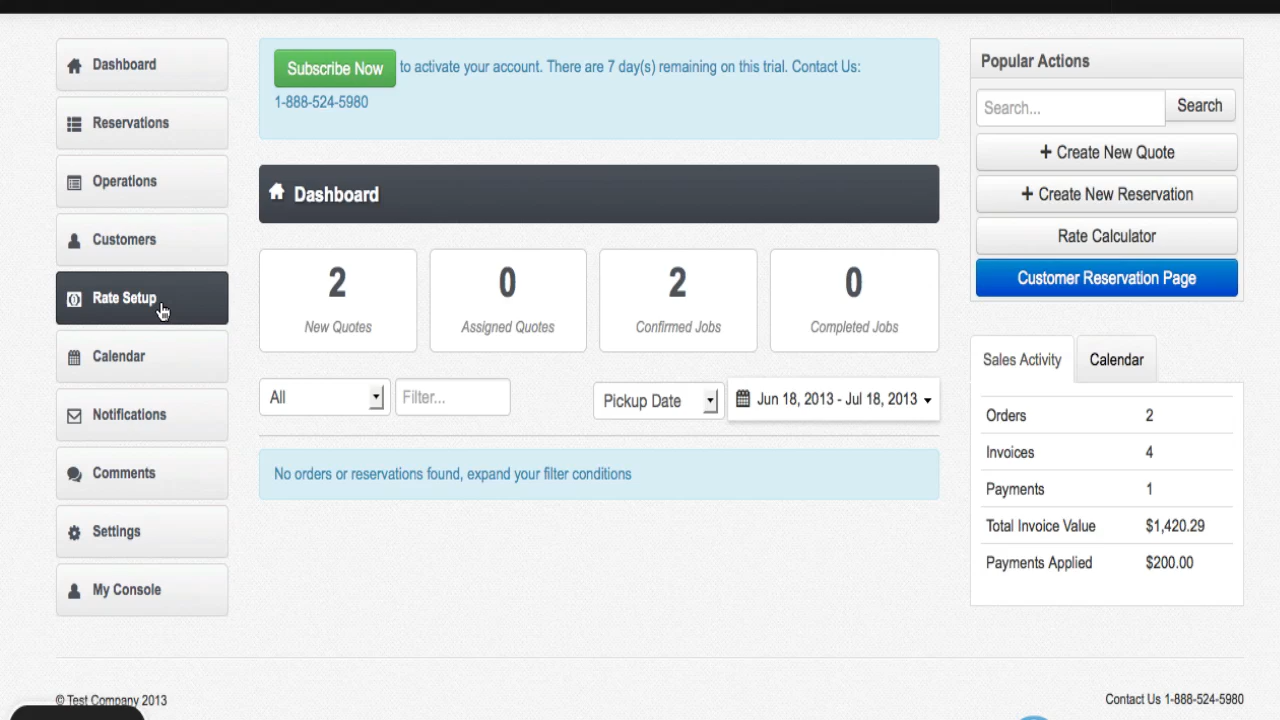 Dashboard
Reservations
Operations
Customers
Rate Setup
Calendar
Notifications
Comments
Settings
My Console
Subscribe Now to activate your account. There are 7 day(s) remaining on this trial. Contact Us:
1-888-524-5980
Dashboard
2
New Quotes
0
Assigned Quotes
2
Confirmed Jobs
0
Completed Jobs
All
Filter...
Pickup Date
Jun 18, 2013 - Jul 18, 2013
No orders or reservations found, expand your filter conditions
Popular Actions
Search...
Search
+ Create New Quote
+ Create New Reservation
Rate Calculator
Customer Reservation Page
Sales Activity
Calendar
Orders 2
Invoices 4
Payments 1
Total Invoice Value $1,420.29
Payments Applied $200.00
© Test Company 2013
Contact Us 1-888-524-5980